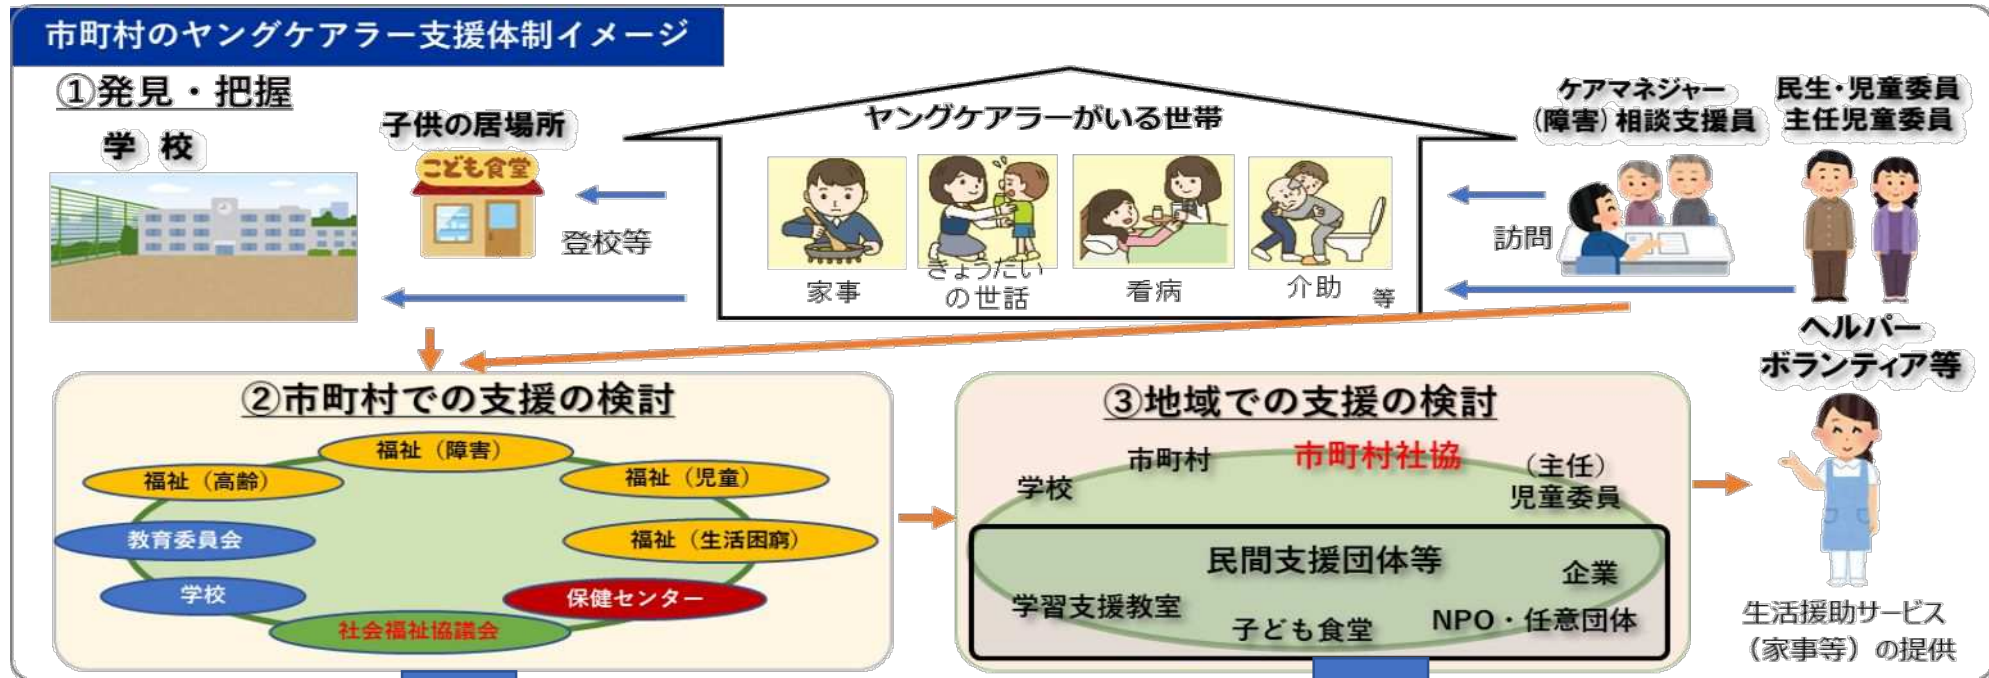 市町村のヤングケアラー支援体制イメージ
①発見・把握
学 校
子供の居場所
こども食堂
登校等
ヤングケアラーがいる世帯
家事
きょうだい
の世話
看病
介助
等
ケアマネジャー
(障害)相談支援員
民生・児童委員
主任児童委員
訪問
ヘルパー
ボランティア等
②市町村での支援の検討
福祉（障害）
福祉（高齢）
福祉（児童）
教育委員会
福祉（生活困窮）
学校
保健センター
社会福祉協議会
③地域での支援の検討
市町村
市町村社協
（主任）
児童委員
学校
民間支援団体等
企業
学習支援教室
子ども食堂
NPO・任意団体
生活援助サービス
（家事等）の提供